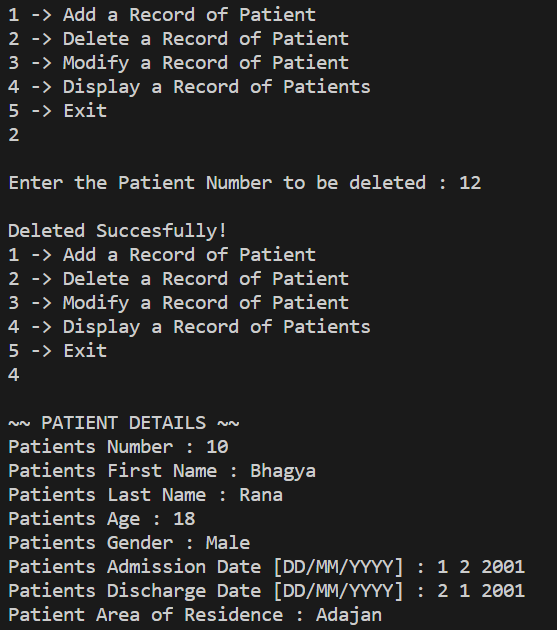 1 -> Add a Record of Patient
2 -> Delete a Record of Patient
3 -> Modify a Record of Patient
4 -> Display a Record of Patients
5 -> Exit
2
Enter the Patient Number to be deleted : 12
Deleted Succesfully!
1 -> Add a Record of Patient
2 -> Delete a Record of Patient
3 -> Modify a Record of Patient
4 -> Display a Record of Patients
5 -> Exit
4
~~ PATIENT DETAILS ~~
Patients Number : 10
Patients First Name : Bhagya
Patients Last Name : Rana
Patients Age : 18
Patients Gender : Male
Patients Admission Date [DD/MM/YYYY] : 1 2 2001
Patients Discharge Date [DD/MM/YYYY] : 2 1 2001
Patient Area of Residence : Adajan